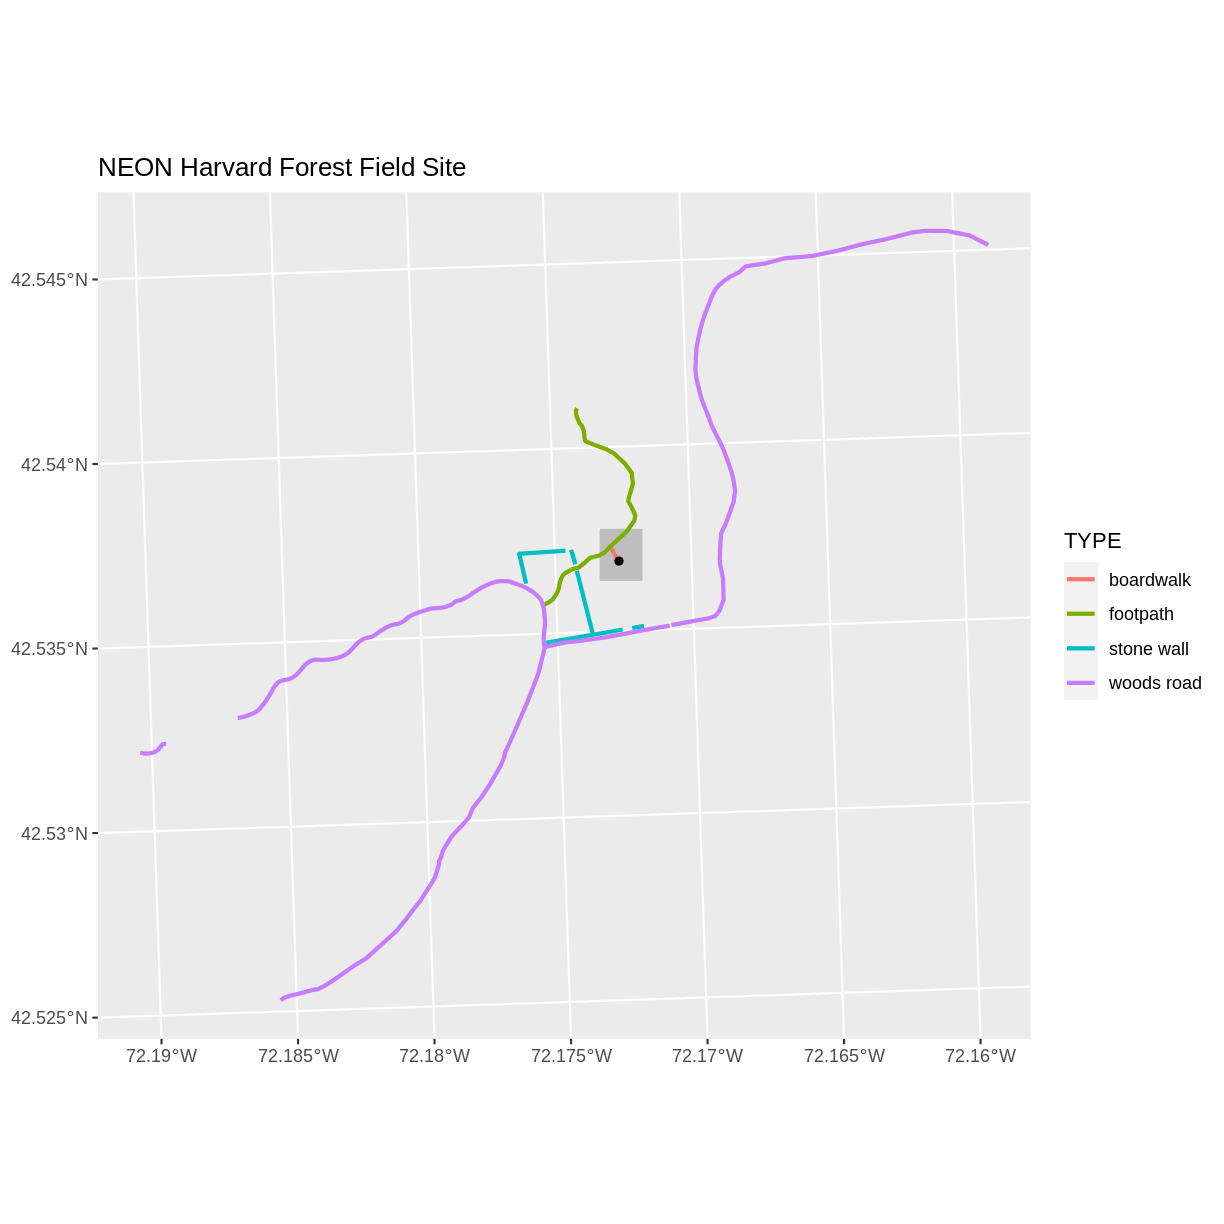 NEON Harvard Forest Field Site
42.545°N
42.54°N
42.535°N
42.53°N
42.525°N
72.19°W 72.185°W 72.18°W 72.175°W 72.17°W 72.165°W 72.16°W
TYPE
boardwalk
footpath
stone wall
woods road